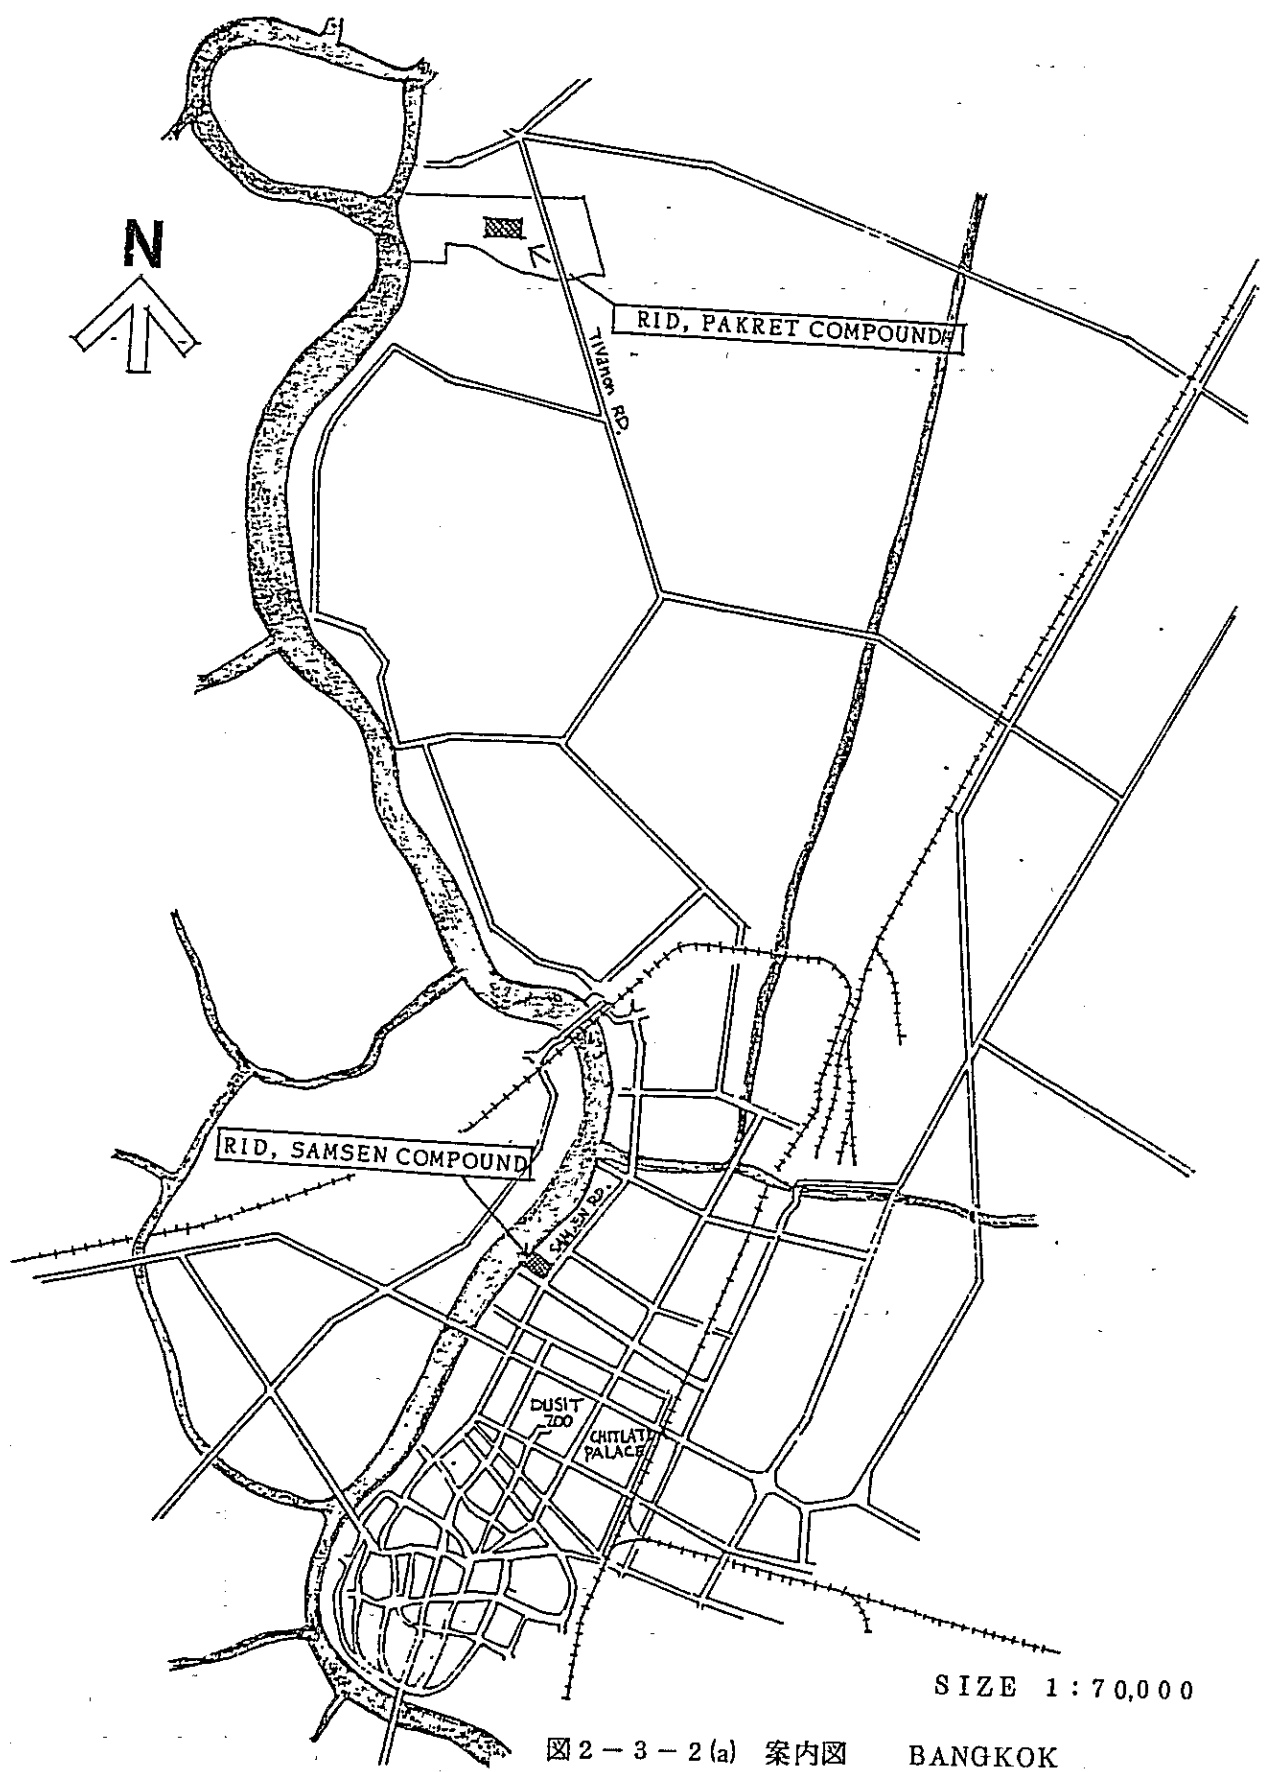 N
RID, PAKRET COMPOUND
Tivanon RD.
RID, SAMSEN COMPOUND
SAMSEN RD.
DUSIT
ZOO
CHITLATE
PALACE
SIZE 1:70,000
図2-3-2(a) 案内図 BANGKOK